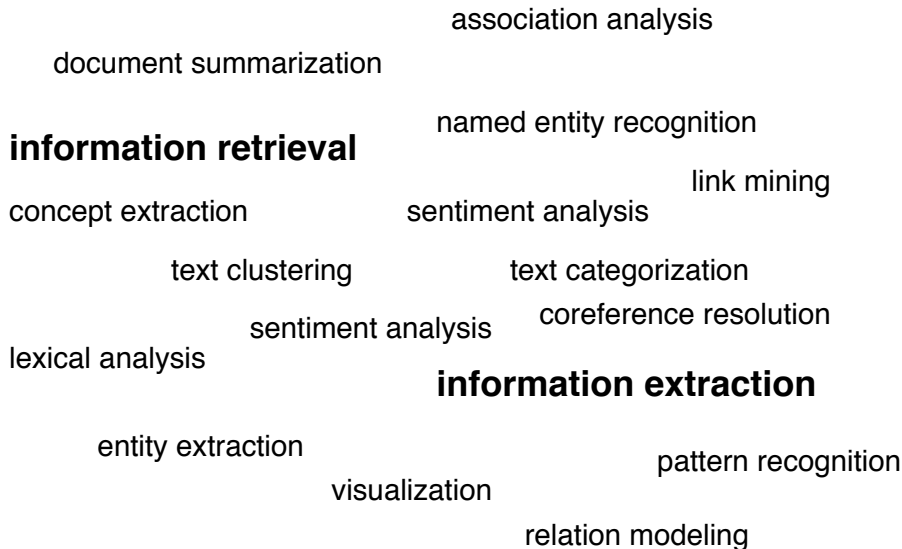 association analysis
document summarization
named entity recognition
information retrieval
link mining
concept extraction
sentiment analysis
text clustering
text categorization
coreference resolution
sentiment analysis
lexical analysis
information extraction
entity extraction
pattern recognition
visualization
relation modeling